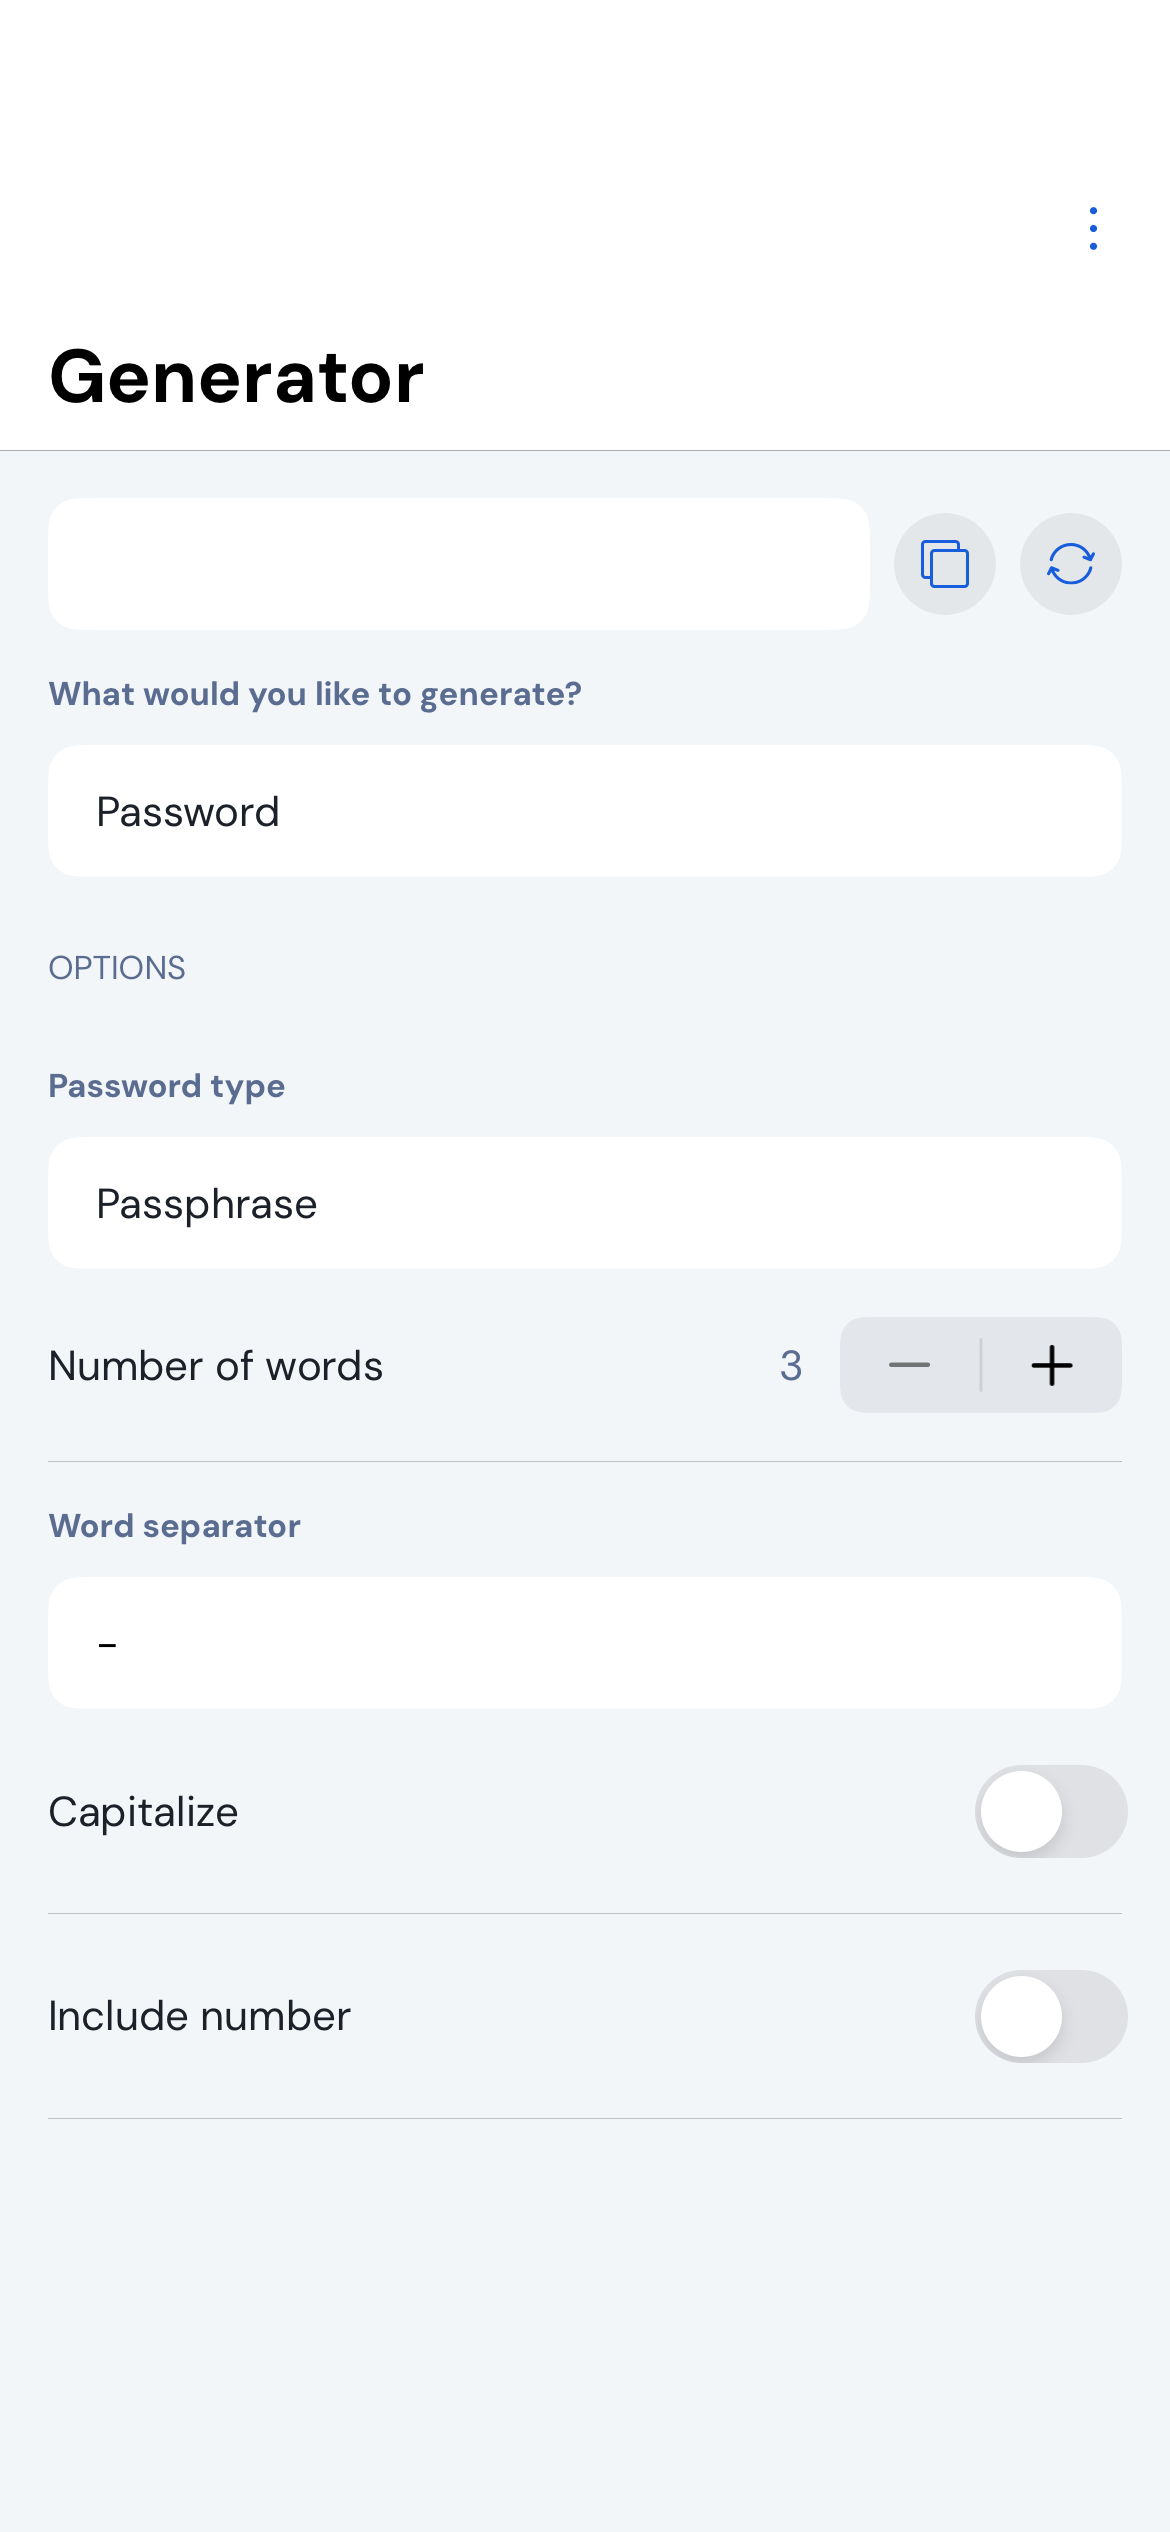 Generator
What would you like to generate?
Password
OPTIONS
Password type
Passphrase
Number of words 3
Word separator
-
Capitalize
Include number